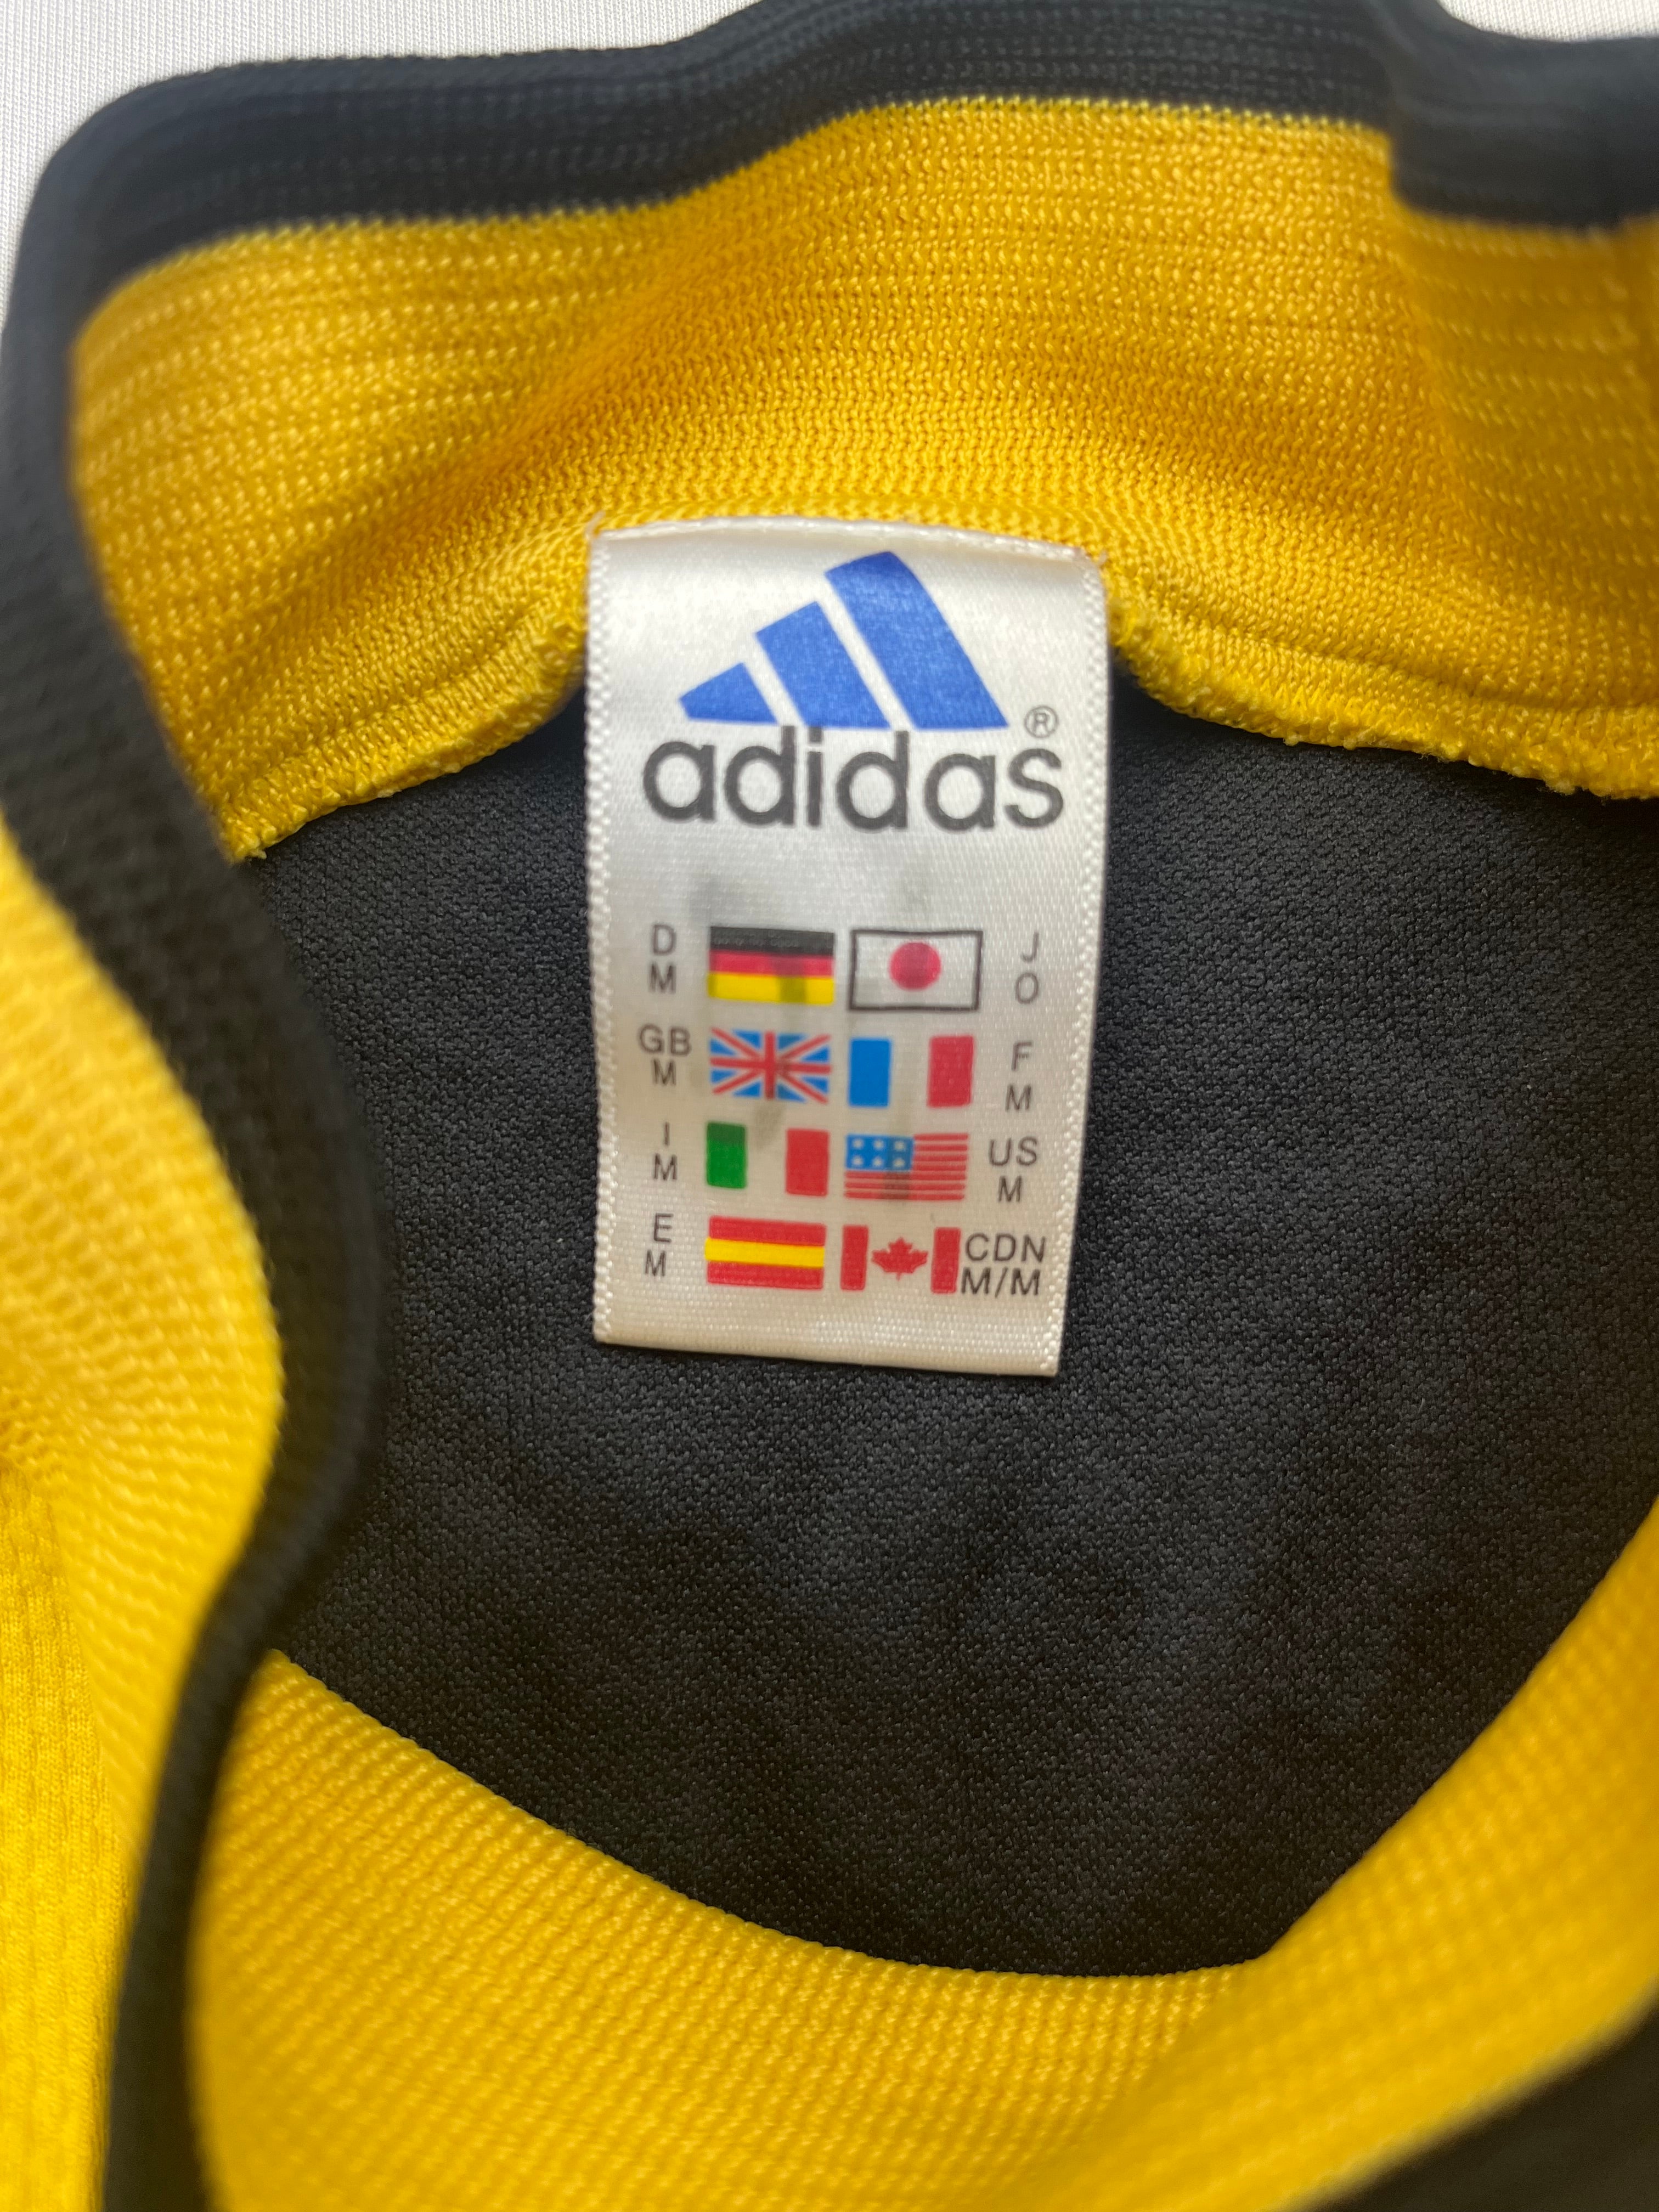 ®
adidas
D J
M O
GB F
M M
I US
M M
E CDN
M M/M